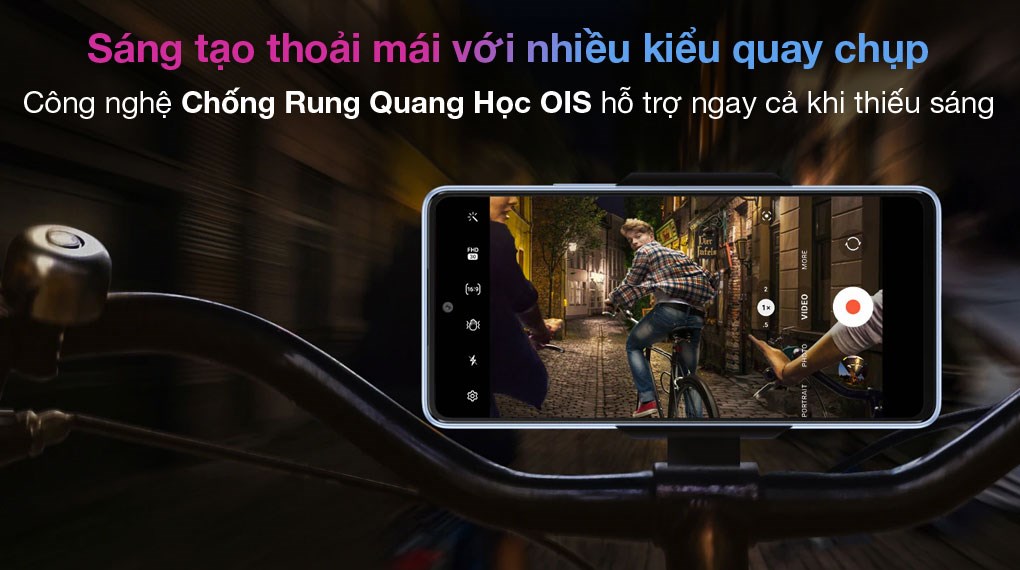 Sáng tạo thoải mái với nhiều kiểu quay chụp
Công nghệ Chống Rung Quang Học OIS hỗ trợ ngay cả khi thiếu sáng
FHD
30
16:9
MORE
VIDEO
PHOTO
PORTRAIT
2
1×
.5